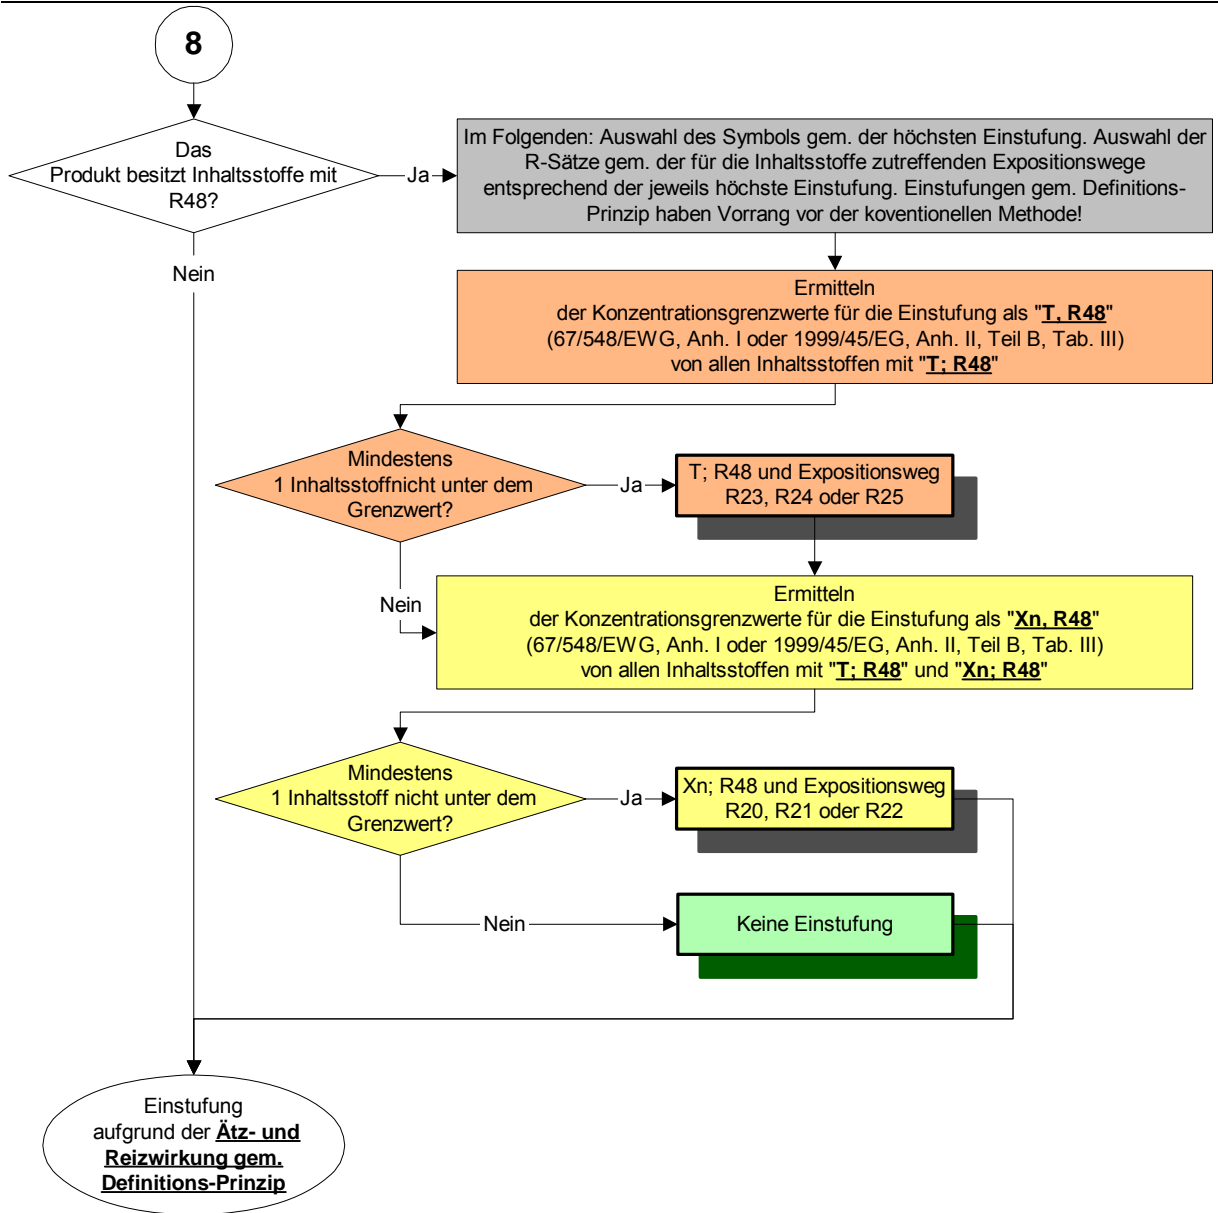 8
Das
Produkt besitzt Inhaltsstoffe mit
R48?
Ja
Im Folgenden: Auswahl des Symbols gem. der höchsten Einstufung. Auswahl der
R-Sätze gem. der für die Inhaltsstoffe zutreffenden Expositionswege
entsprechend der jeweils höchste Einstufung. Einstufungen gem. Definitions-
Prinzip haben Vorrang vor der koventionellen Methode!
Nein
Ermitteln
der Konzentrationsgrenzwerte für die Einstufung als "T, R48"
(67/548/EWG, Anh. I oder 1999/45/EG, Anh. II, Teil B, Tab. III)
von allen Inhaltsstoffen mit "T; R48"
Mindestens
1 Inhaltsstoffnicht unter dem
Grenzwert?
Ja
T; R48 und Expositionsweg
R23, R24 oder R25
Nein
Ermitteln
der Konzentrationsgrenzwerte für die Einstufung als "Xn, R48"
(67/548/EWG, Anh. I oder 1999/45/EG, Anh. II, Teil B, Tab. III)
von allen Inhaltsstoffen mit "T; R48" und "Xn; R48"
Mindestens
1 Inhaltsstoff nicht unter dem
Grenzwert?
Ja
Xn; R48 und Expositionsweg
R20, R21 oder R22
Nein
Keine Einstufung
Einstufung
aufgrund der Ätz- und
Reizwirkung gem.
Definitions-Prinzip